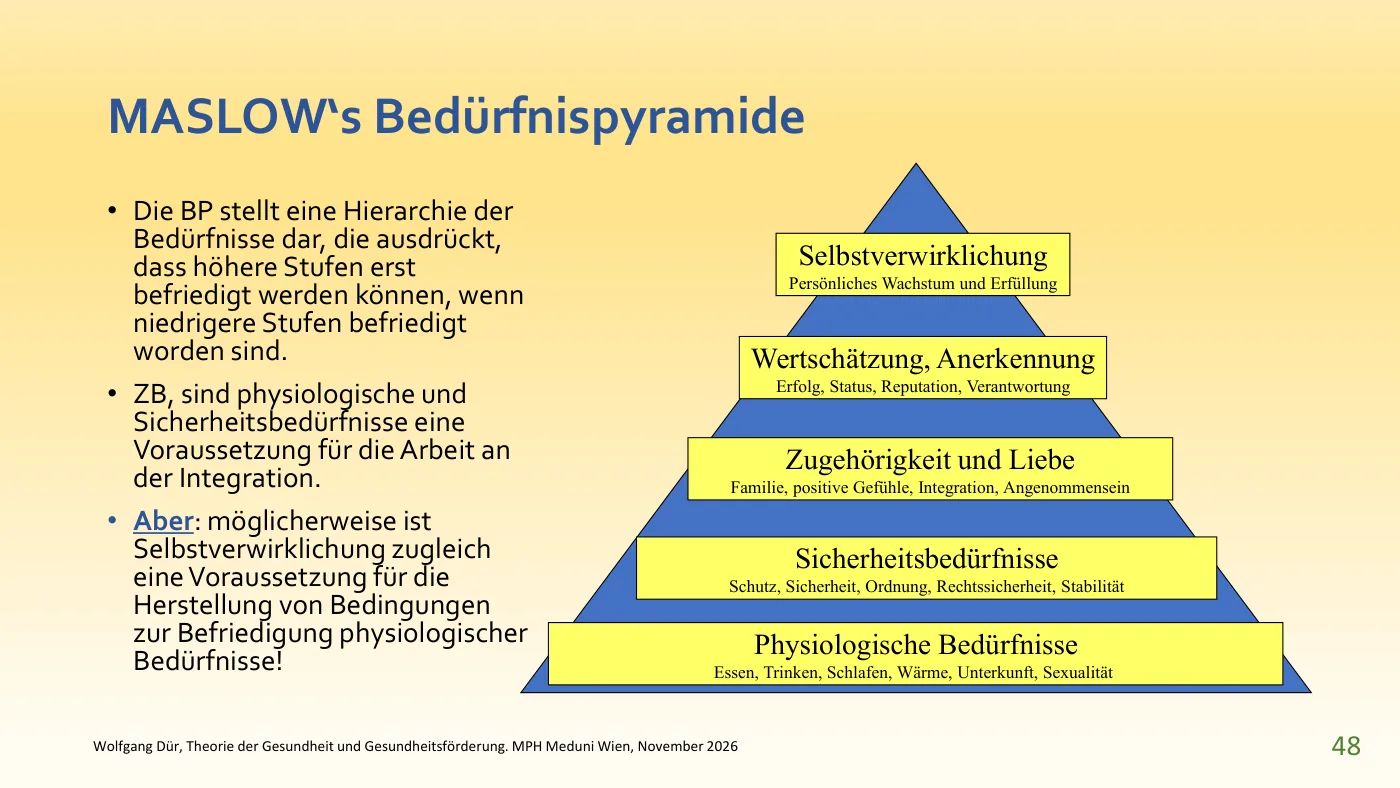 MASLOW‘s Bedürfnispyramide
• Die BP stellt eine Hierarchie der
Bedürfnisse dar, die ausdrückt,
dass höhere Stufen erst
befriedigt werden können, wenn
niedrigere Stufen befriedigt
worden sind.
• ZB, sind physiologische und
Sicherheitsbedürfnisse eine
Voraussetzung für die Arbeit an
der Integration.
• Aber: möglicherweise ist
Selbstverwirklichung zugleich
eine Voraussetzung für die
Herstellung von Bedingungen
zur Befriedigung physiologischer
Bedürfnisse!
Selbstverwirklichung
Persönliches Wachstum und Erfüllung
Wertschätzung, Anerkennung
Erfolg, Status, Reputation, Verantwortung
Zugehörigkeit und Liebe
Familie, positive Gefühle, Integration, Angenommensein
Sicherheitsbedürfnisse
Schutz, Sicherheit, Ordnung, Rechtssicherheit, Stabilität
Physiologische Bedürfnisse
Essen, Trinken, Schlafen, Wärme, Unterkunft, Sexualität
Wolfgang Dür, Theorie der Gesundheit und Gesundheitsförderung. MPH Meduni Wien, November 2026
48